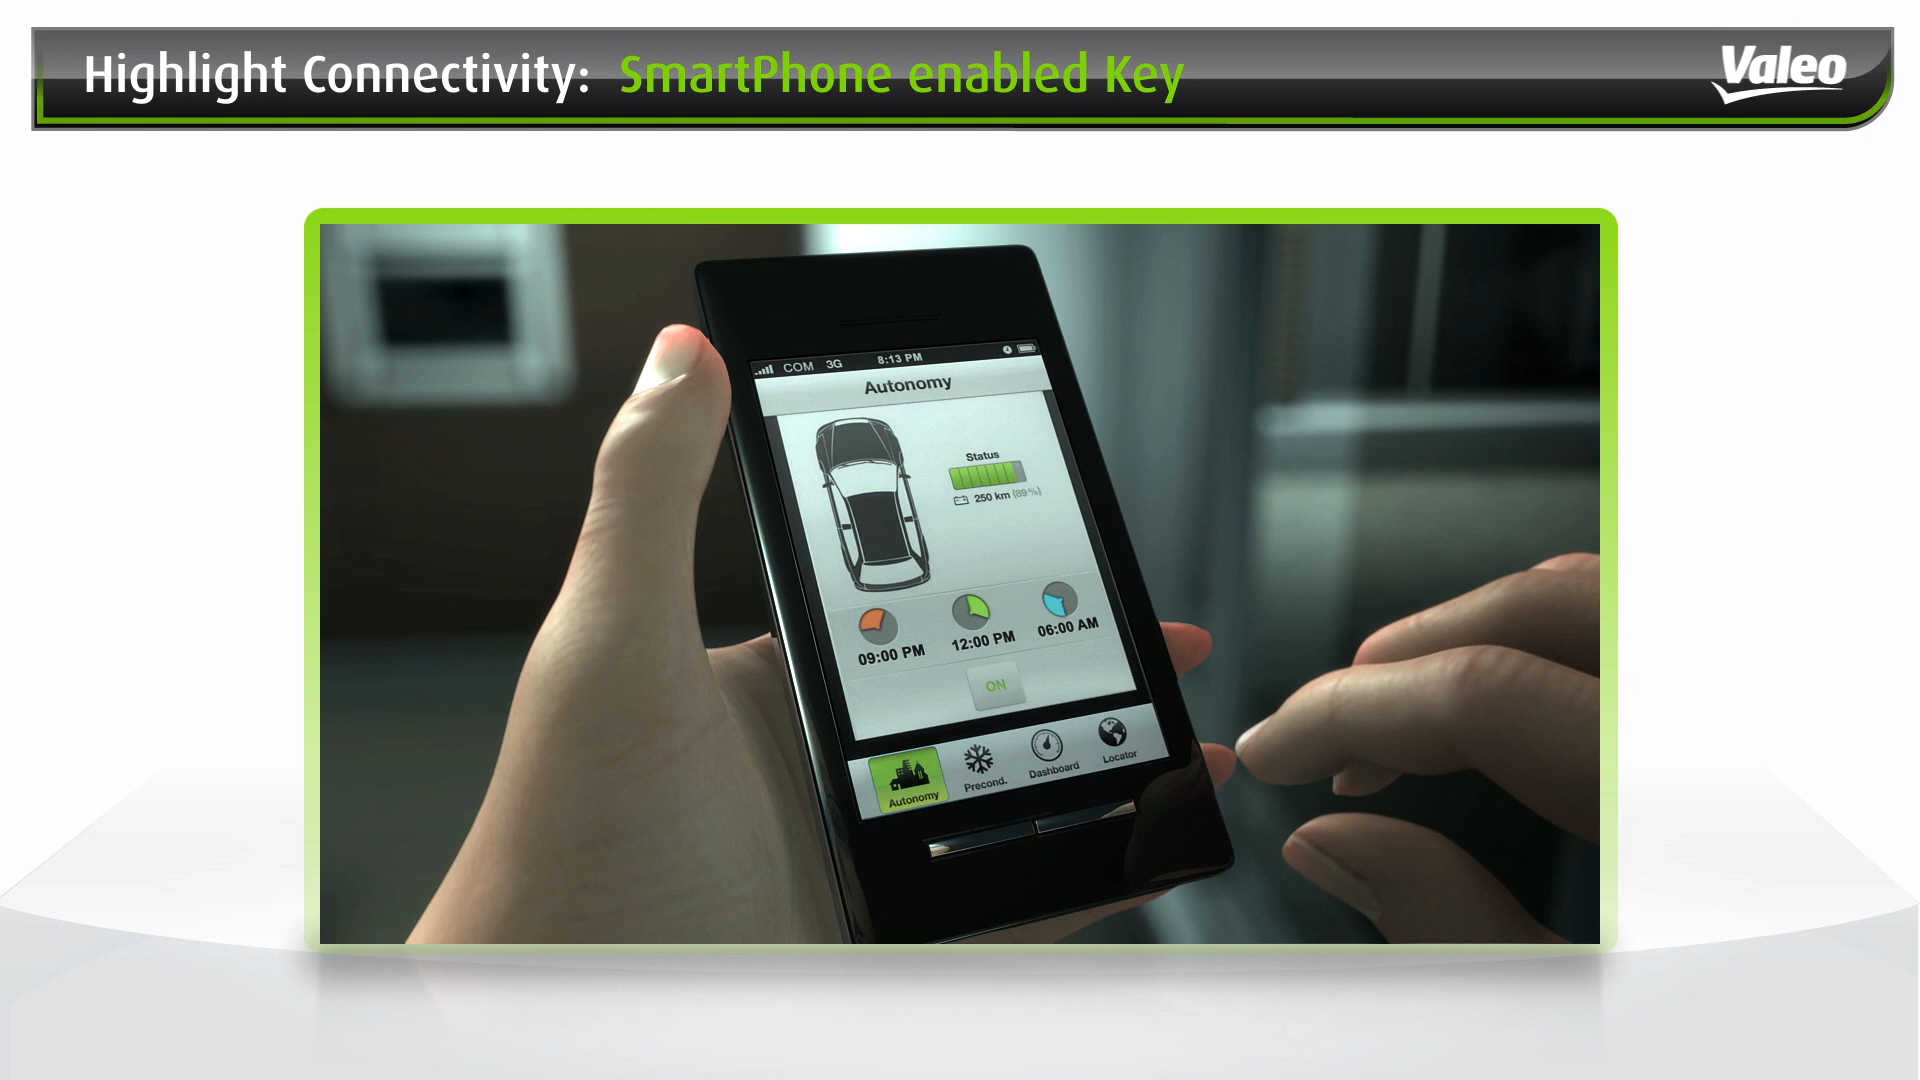 Highlight Connectivity: SmartPhone enabled Key
Valeo
COM 3G 8:13 PM
Autonomy
Status
250 km (89%)
09:00 PM 12:00 PM 06:00 AM
ON
Autonomy Precond. Dashboard Locator